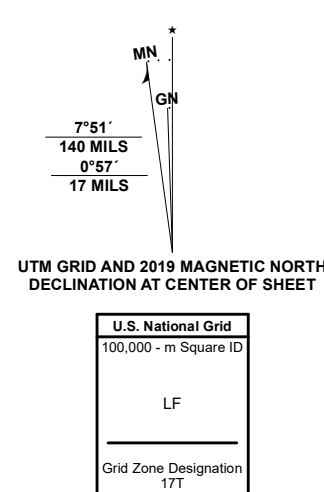 ★
MN
GN
7°51´
140 MILS
0°57´
17 MILS
UTM GRID AND 2019 MAGNETIC NORTH
DECLINATION AT CENTER OF SHEET
U.S. National Grid
100,000 - m Square ID
LF
Grid Zone Designation
17T